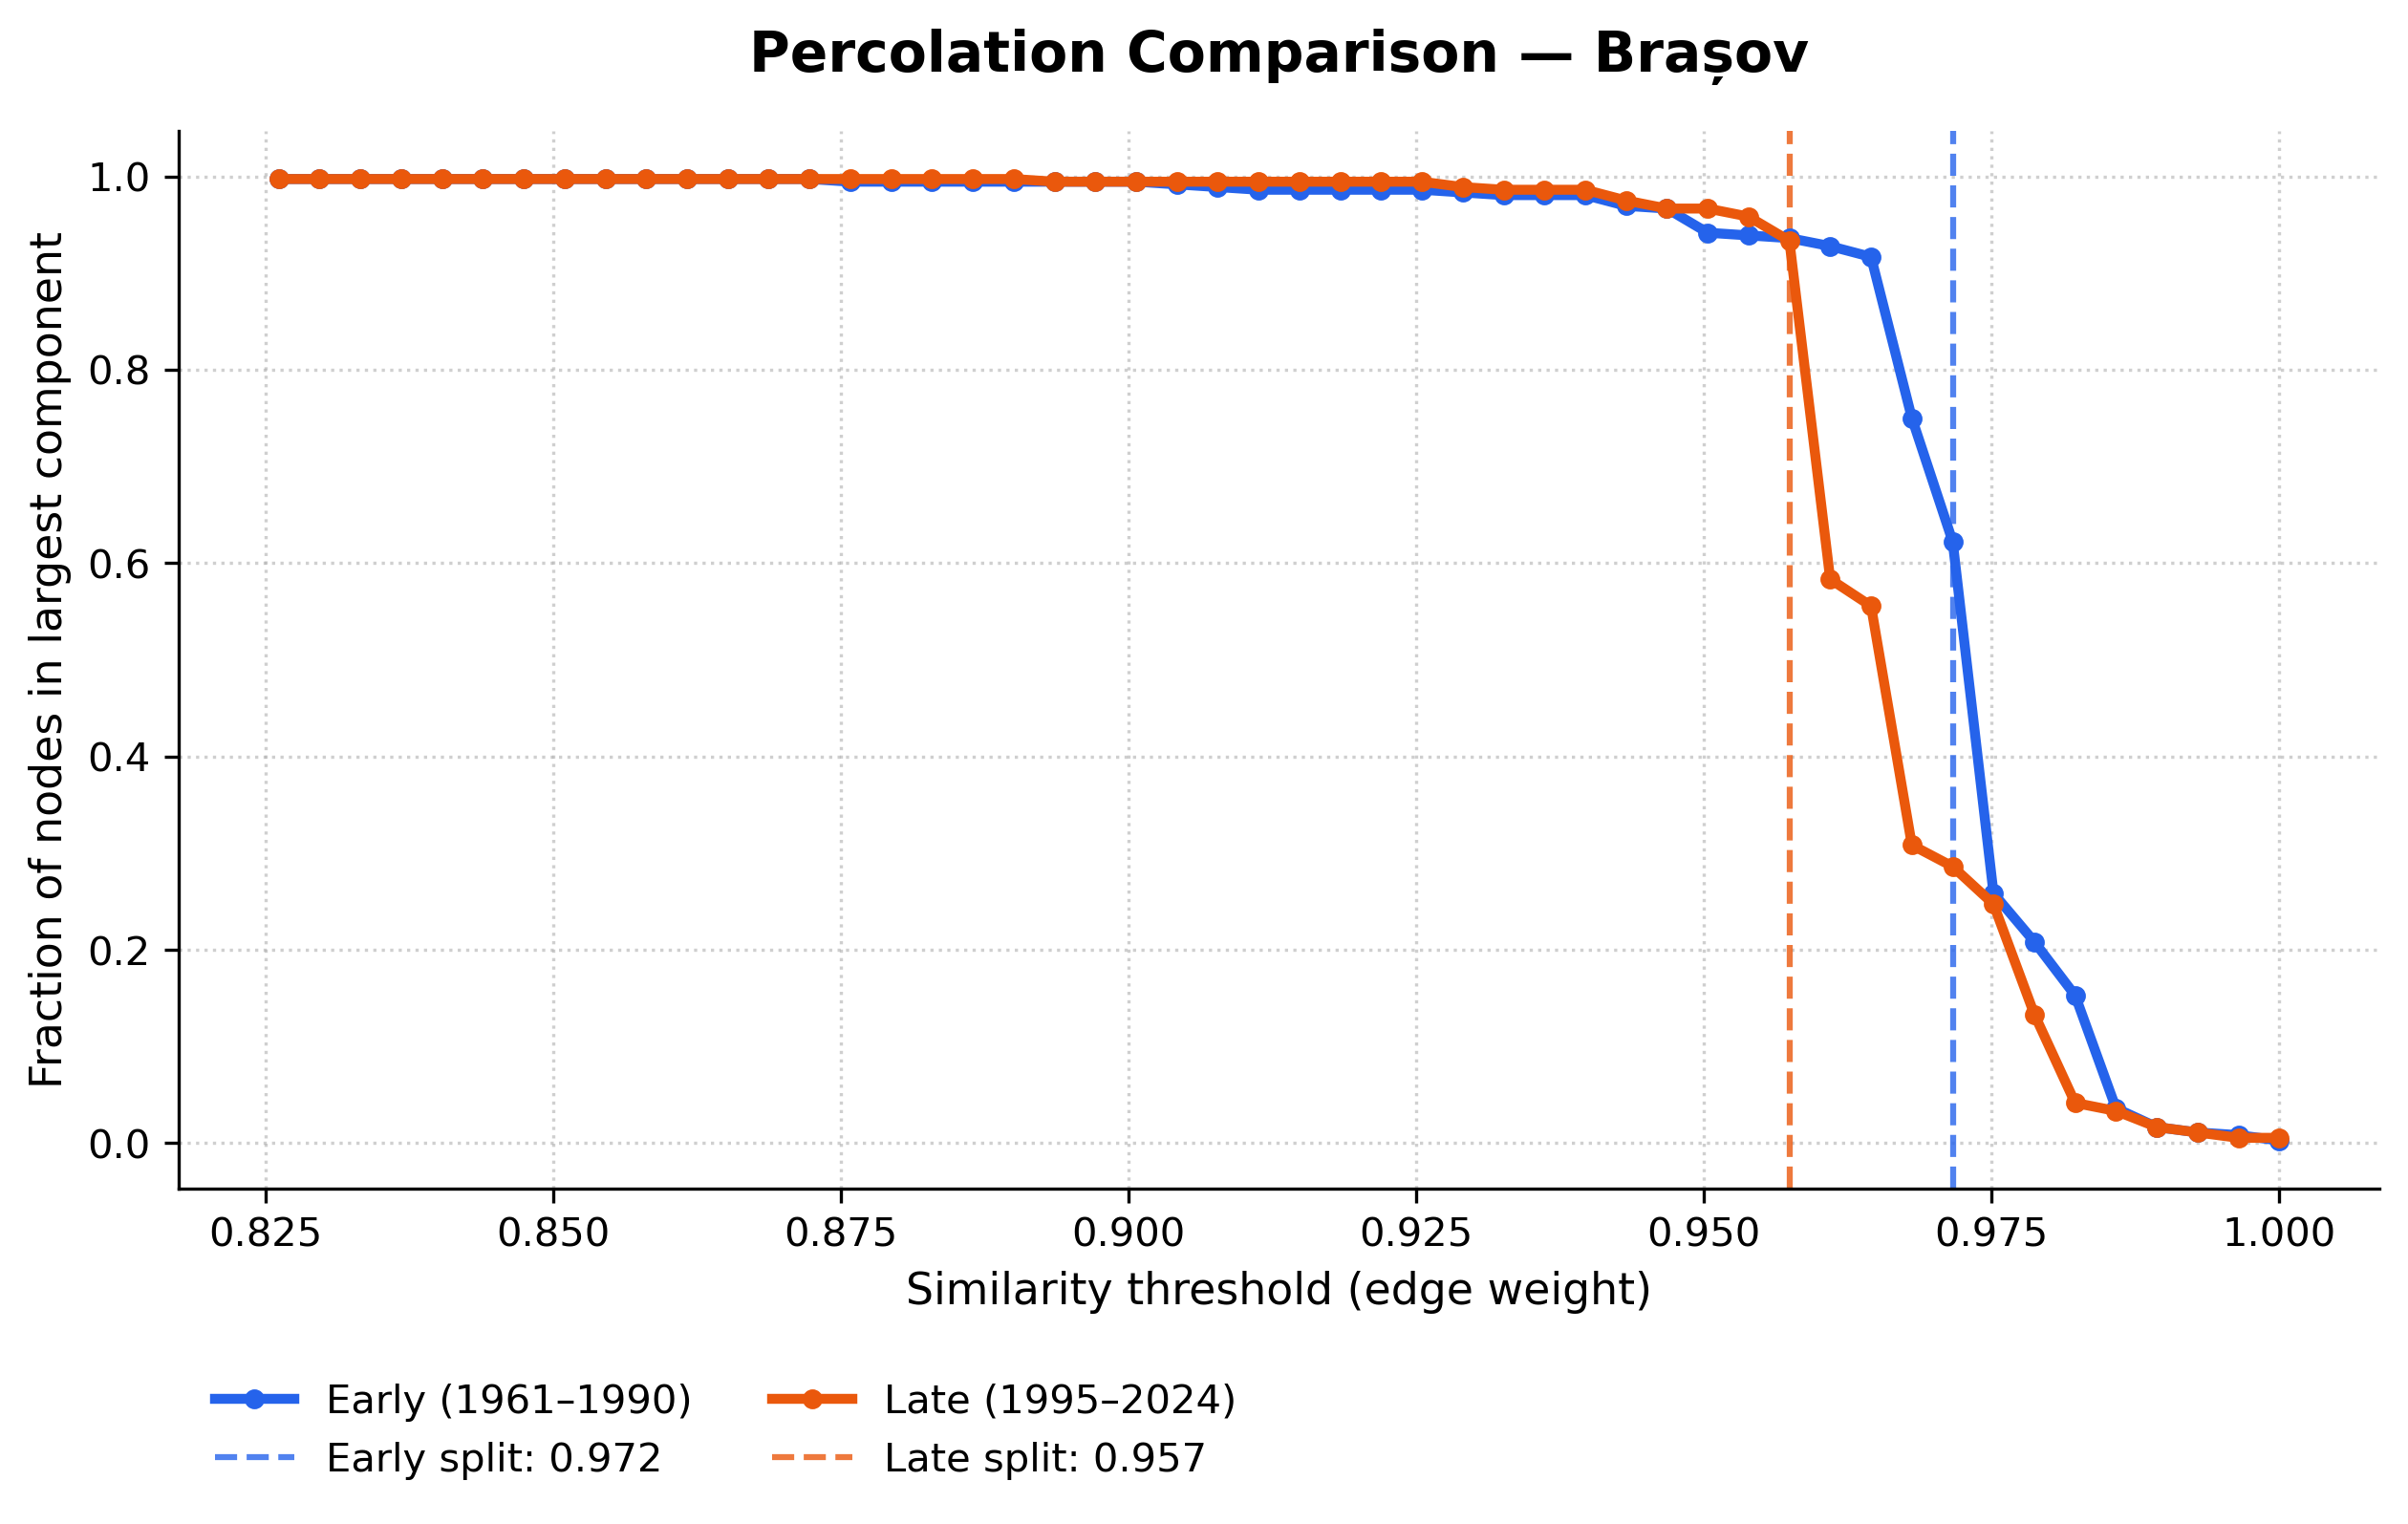 Percolation Comparison — Brașov
Fraction of nodes in largest component
1.0
0.8
0.6
0.4
0.2
0.0
0.825 0.850 0.875 0.900 0.925 0.950 0.975 1.000
Similarity threshold (edge weight)
Early (1961–1990) Late (1995–2024)
Early split: 0.972 Late split: 0.957